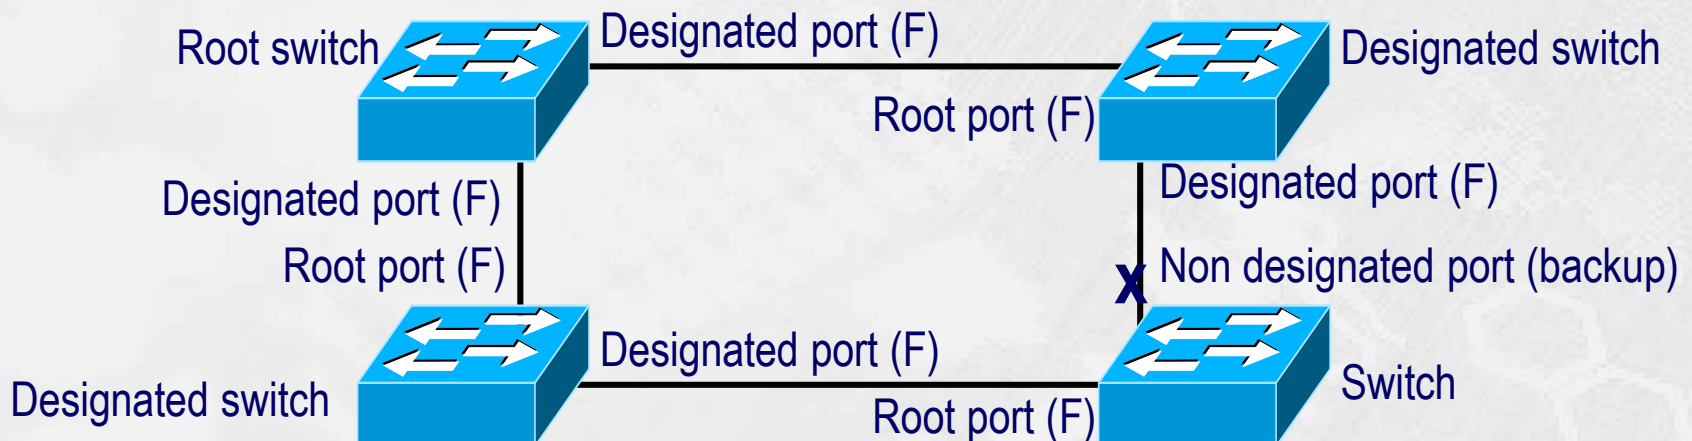 Root switch
Designated port (F)
Designated switch
Root port (F)
Designated port (F)
Designated port (F)
Root port (F)
X
Non designated port (backup)
Designated port (F)
Switch
Designated switch
Root port (F)